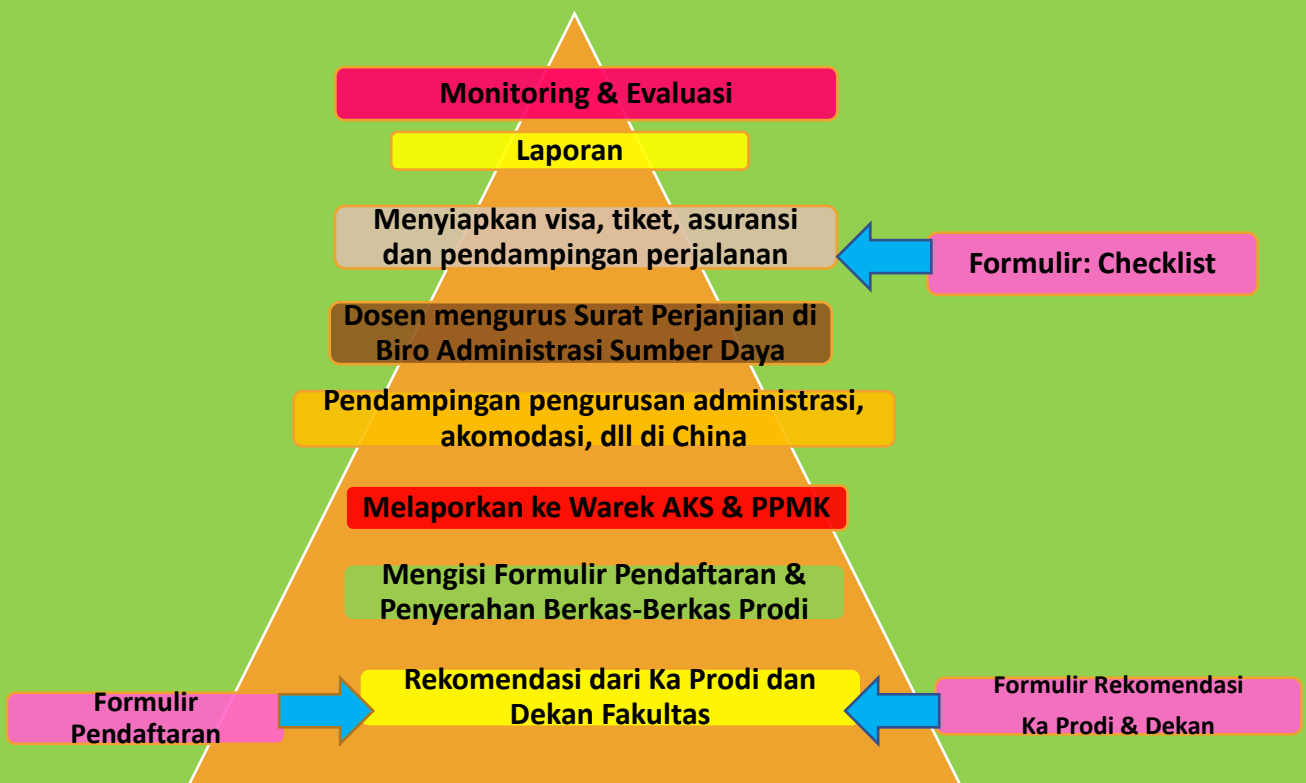 Monitoring & Evaluasi
Laporan
Menyiapkan visa, tiket, asuransi
dan pendampingan perjalanan
Formulir: Checklist
Dosen mengurus Surat Perjanjian di
Biro Administrasi Sumber Daya
Pendampingan pengurusan administrasi,
akomodasi, dll di China
Melaporkan ke Warek AKS & PPMK
Mengisi Formulir Pendaftaran &
Penyerahan Berkas-Berkas Prodi
Formulir
Pendaftaran
Rekomendasi dari Ka Prodi dan
Dekan Fakultas
Formulir Rekomendasi
Ka Prodi & Dekan